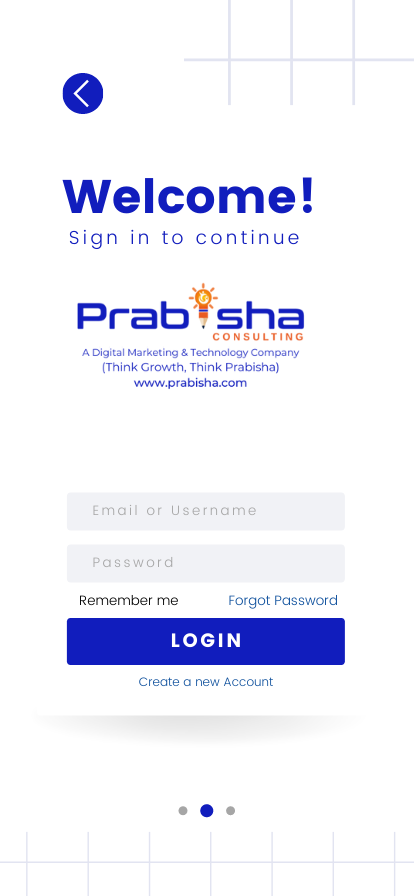 Welcome!
Sign in to continue
Prabisha
CONSULTING
A Digital Marketing & Technology Company
(Think Growth, Think Prabisha)
www.prabisha.com
Email or Username
Password
Remember me Forgot Password
LOGIN
Create a new Account